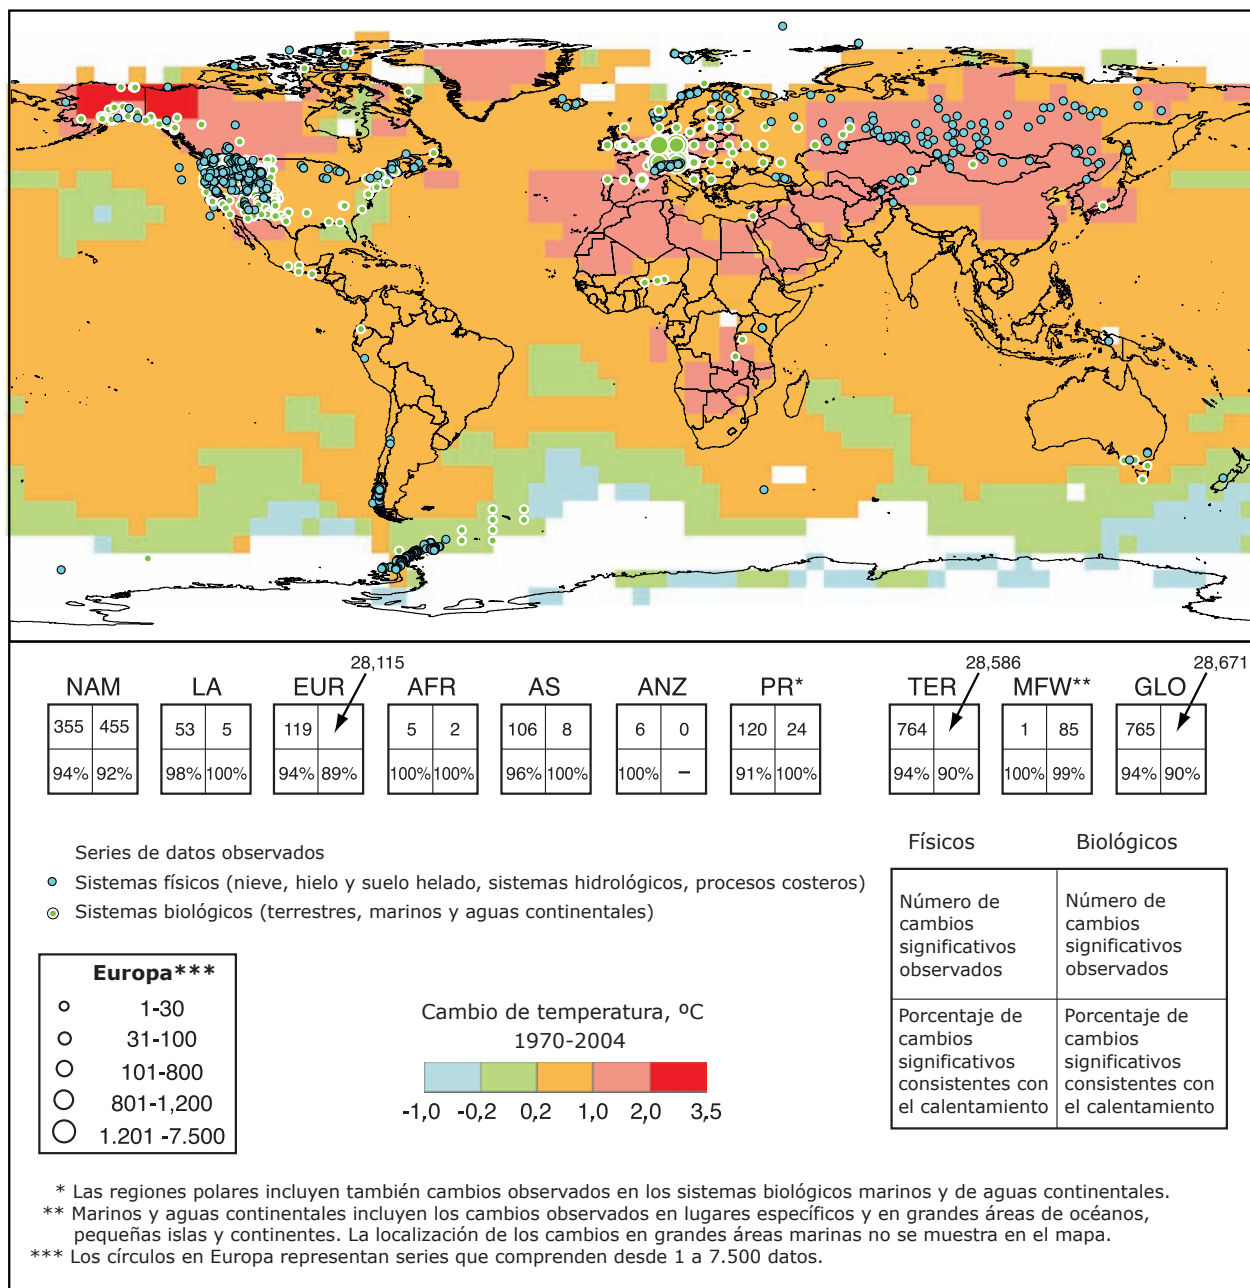 28,115
28,586
28,671
NAM LA EUR AFR AS ANZ PR* TER MFW** GLO
355 455 53 5 119 5 2 106 8 6 0 120 24 764 1 85 765
94% 92% 98% 100% 94% 89% 100% 100% 96% 100% 100% – 91% 100% 94% 90% 100% 99% 94% 90%
Series de datos observados
Sistemas físicos (nieve, hielo y suelo helado, sistemas hidrológicos, procesos costeros)
Sistemas biológicos (terrestres, marinos y aguas continentales)
Europa***
1-30
31-100
101-800
801-1,200
1.201 -7.500
Cambio de temperatura, ºC
1970-2004
-1,0 -0,2 0,2 1,0 2,0 3,5
Físicos Biológicos
Número de
cambios
significativos
observados
Número de
cambios
significativos
observados
Porcentaje de
cambios
significativos
consistentes con
el calentamiento
Porcentaje de
cambios
significativos
consistentes con
el calentamiento
* Las regiones polares incluyen también cambios observados en los sistemas biológicos marinos y de aguas continentales.
** Marinos y aguas continentales incluyen los cambios observados en lugares específicos y en grandes áreas de océanos,
pequeñas islas y continentes. La localización de los cambios en grandes áreas marinas no se muestra en el mapa.
*** Los círculos en Europa representan series que comprenden desde 1 a 7.500 datos.